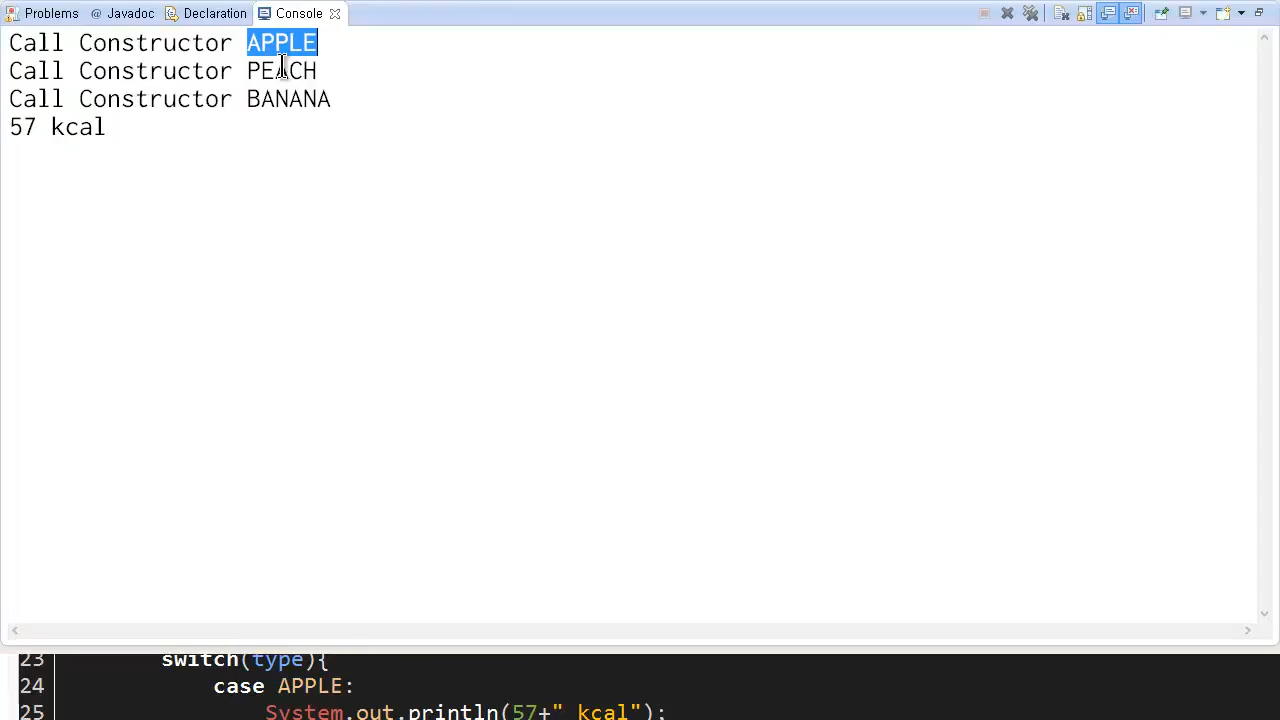 Problems @ Javadoc Declaration Console
Call Constructor APPLE
Call Constructor PEACH
Call Constructor BANANA
57 kcal
23 switch(type){
24 case APPLE:
25 System.out.println(57+" kcal");